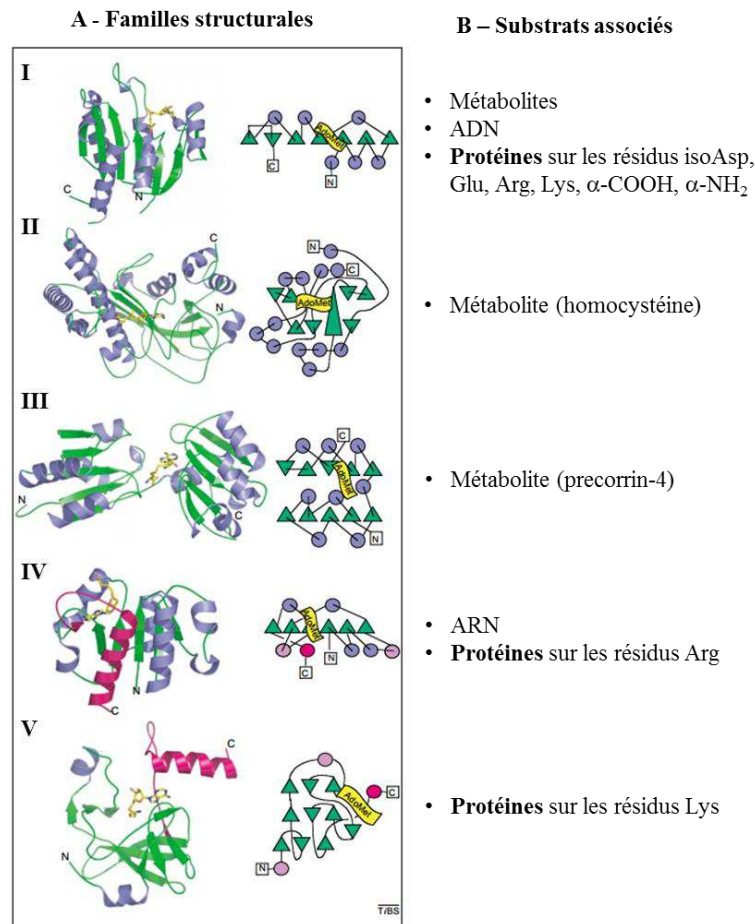 A - Familles structurales
B – Substrats associés
I
C
N
AdoMet
C
N
• Métabolites
• ADN
• Protéines sur les résidus isoAsp,
Glu, Arg, Lys, α-COOH, α-NH₂
II
C
N
N
C
AdoMet
• Métabolite (homocystéine)
III
N
C
C
AdoMet
N
• Métabolite (precorrin-4)
IV
N
C
AdoMet
N
C
• ARN
• Protéines sur les résidus Arg
V
C
N
AdoMet
C
N
• Protéines sur les résidus Lys
TiBS